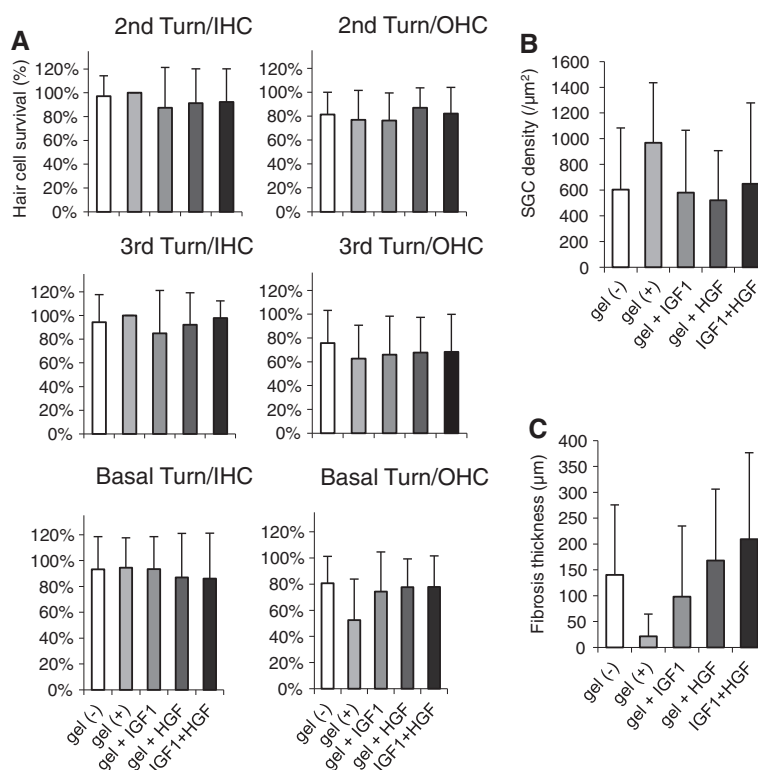 A
2nd Turn/IHC
2nd Turn/OHC
Hair cell survival (%)
120%
100%
80%
60%
40%
20%
0%
120%
100%
80%
60%
40%
20%
0%
3rd Turn/IHC
3rd Turn/OHC
120%
100%
80%
60%
40%
20%
0%
120%
100%
80%
60%
40%
20%
0%
Basal Turn/IHC
Basal Turn/OHC
120%
100%
80%
60%
40%
20%
0%
gel (-)
gel (+)
gel + IGF1
gel + HGF
IGF1+HGF
120%
100%
80%
60%
40%
20%
0%
gel (-)
gel (+)
gel + IGF1
gel + HGF
IGF1+HGF
B
SGC density (/μm²)
1600
1400
1200
1000
800
600
400
200
0
gel (-)
gel (+)
gel + IGF1
gel + HGF
IGF1+HGF
C
Fibrosis thickness (μm)
400
350
300
250
200
150
100
50
0
gel (-)
gel (+)
gel + IGF1
gel + HGF
IGF1+HGF